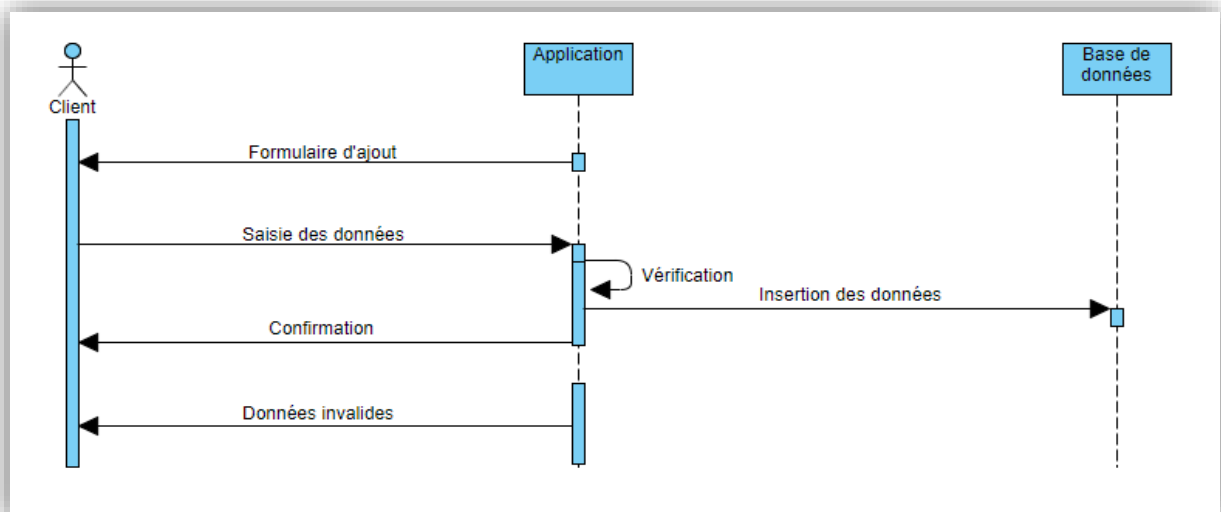 Client
Application
Base de
données
Formulaire d'ajout
Saisie des données
Vérification
Insertion des données
Confirmation
Données invalides